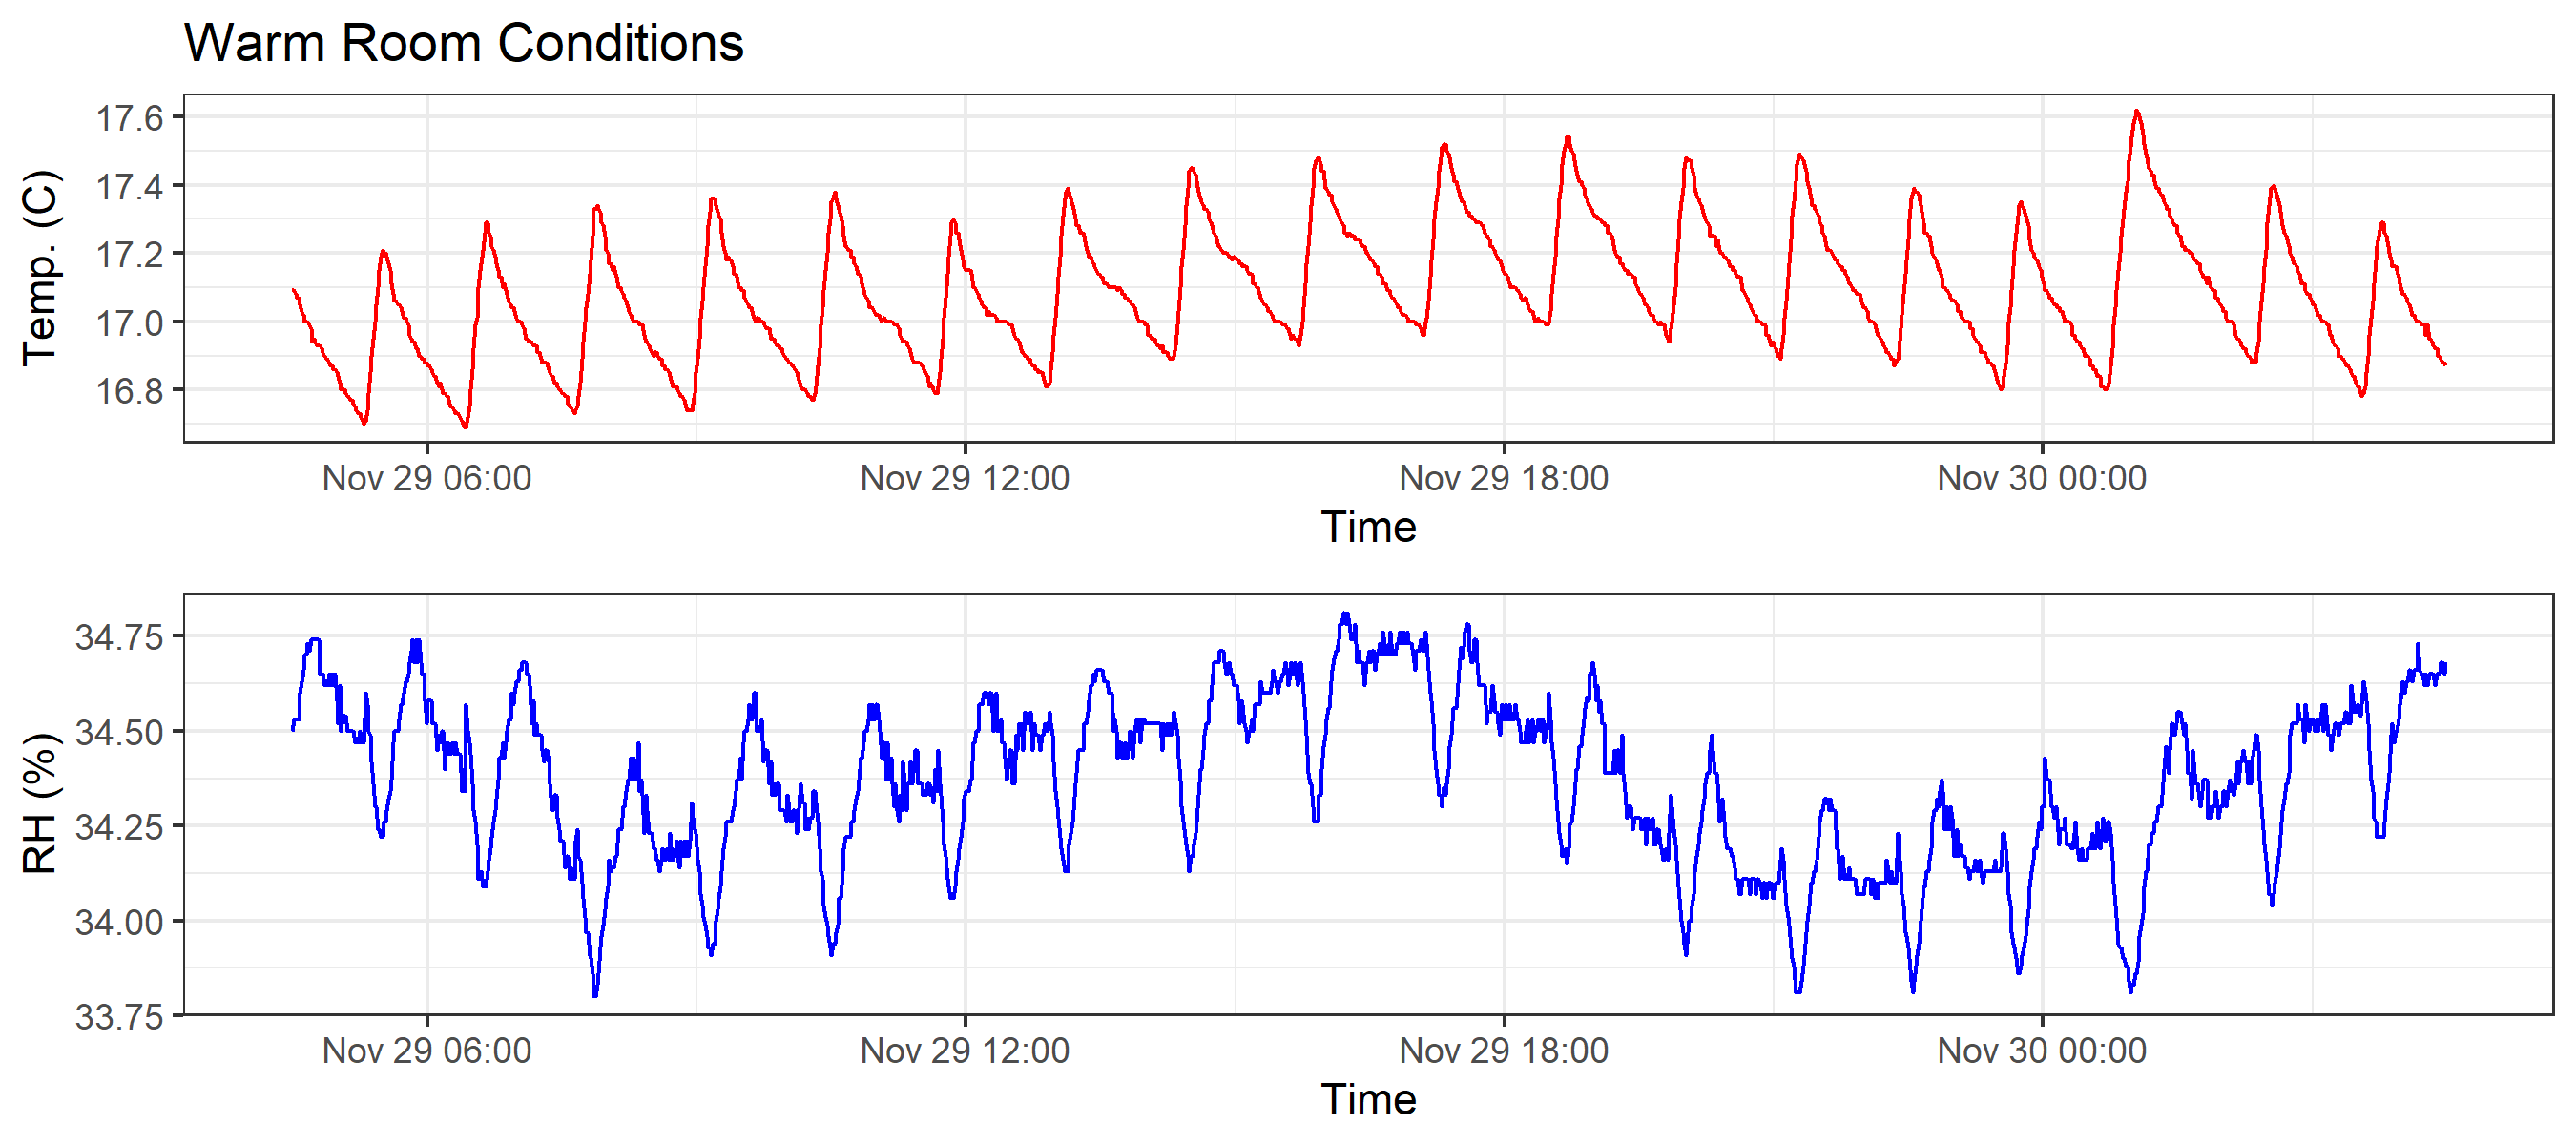 Warm Room Conditions
Temp. (C)
17.6
17.4
17.2
17.0
16.8
Nov 29 06:00 Nov 29 12:00 Nov 29 18:00 Nov 30 00:00
Time
RH (%)
34.75
34.50
34.25
34.00
33.75
Nov 29 06:00 Nov 29 12:00 Nov 29 18:00 Nov 30 00:00
Time